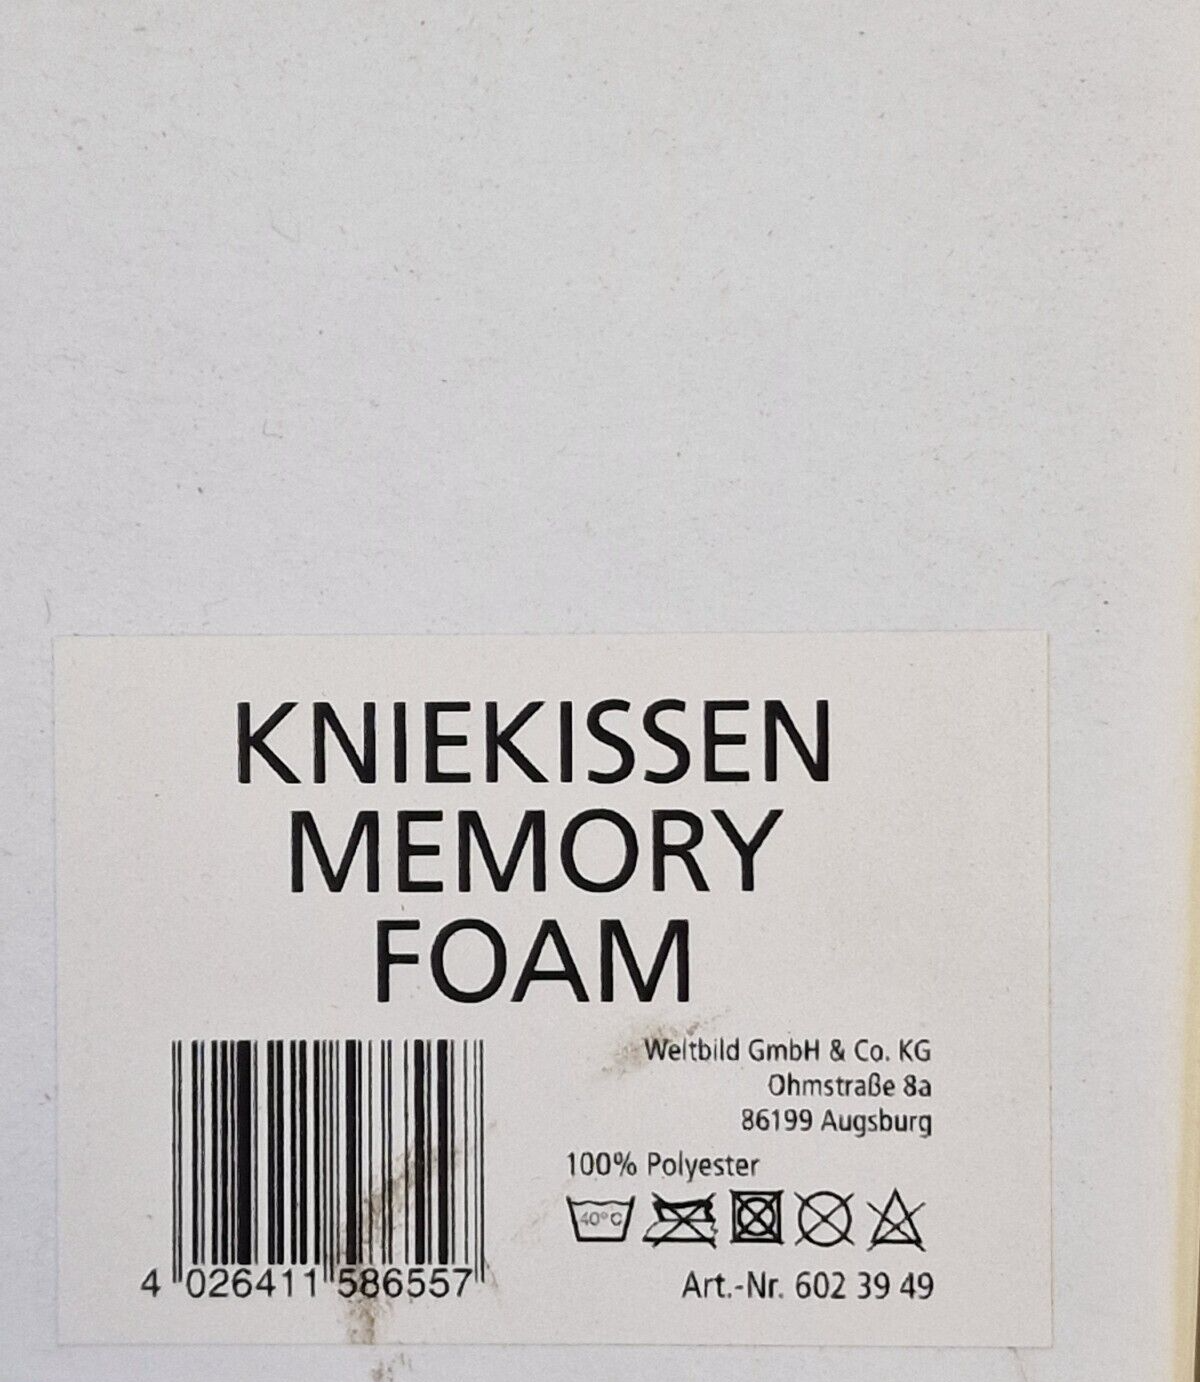 KNIEKISSEN
MEMORY
FOAM
Weltbild GmbH & Co. KG
Ohmstraße 8a
86199 Augsburg
100% Polyester
40°C
4 026411 586557
Art.-Nr. 602 39 49